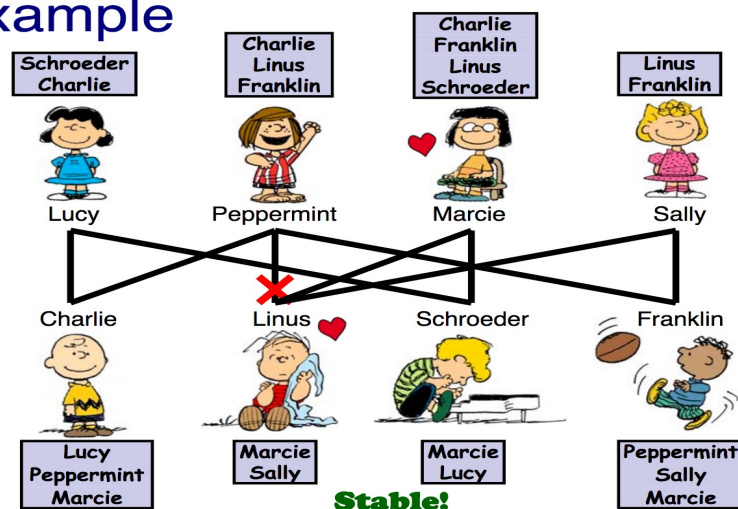 xample
Schroeder
Charlie
Charlie
Linus
Franklin
Charlie
Franklin
Linus
Schroeder
Linus
Franklin
Lucy
Peppermint
Marcie
Sally
Charlie
Linus
Schroeder
Franklin
Lucy
Peppermint
Marcie
Marcie
Sally
Marcie
Lucy
Peppermint
Sally
Marcie
Stable!